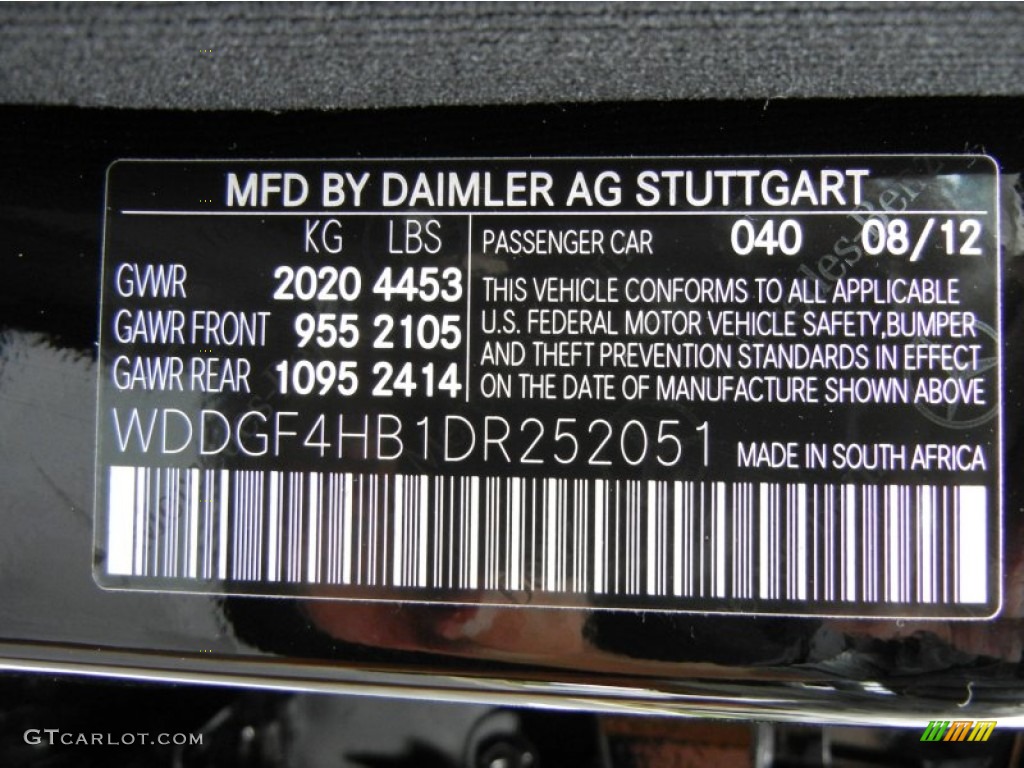 MFD BY DAIMLER AG STUTTGART
KG LBS
GVWR 2020 4453
GAWR FRONT 955 2105
GAWR REAR 1095 2414
PASSENGER CAR 040 08/12
THIS VEHICLE CONFORMS TO ALL APPLICABLE
U.S. FEDERAL MOTOR VEHICLE SAFETY,BUMPER
AND THEFT PREVENTION STANDARDS IN EFFECT
ON THE DATE OF MANUFACTURE SHOWN ABOVE
WDDGF4HB1DR252051 MADE IN SOUTH AFRICA
GTCARLOT.COM